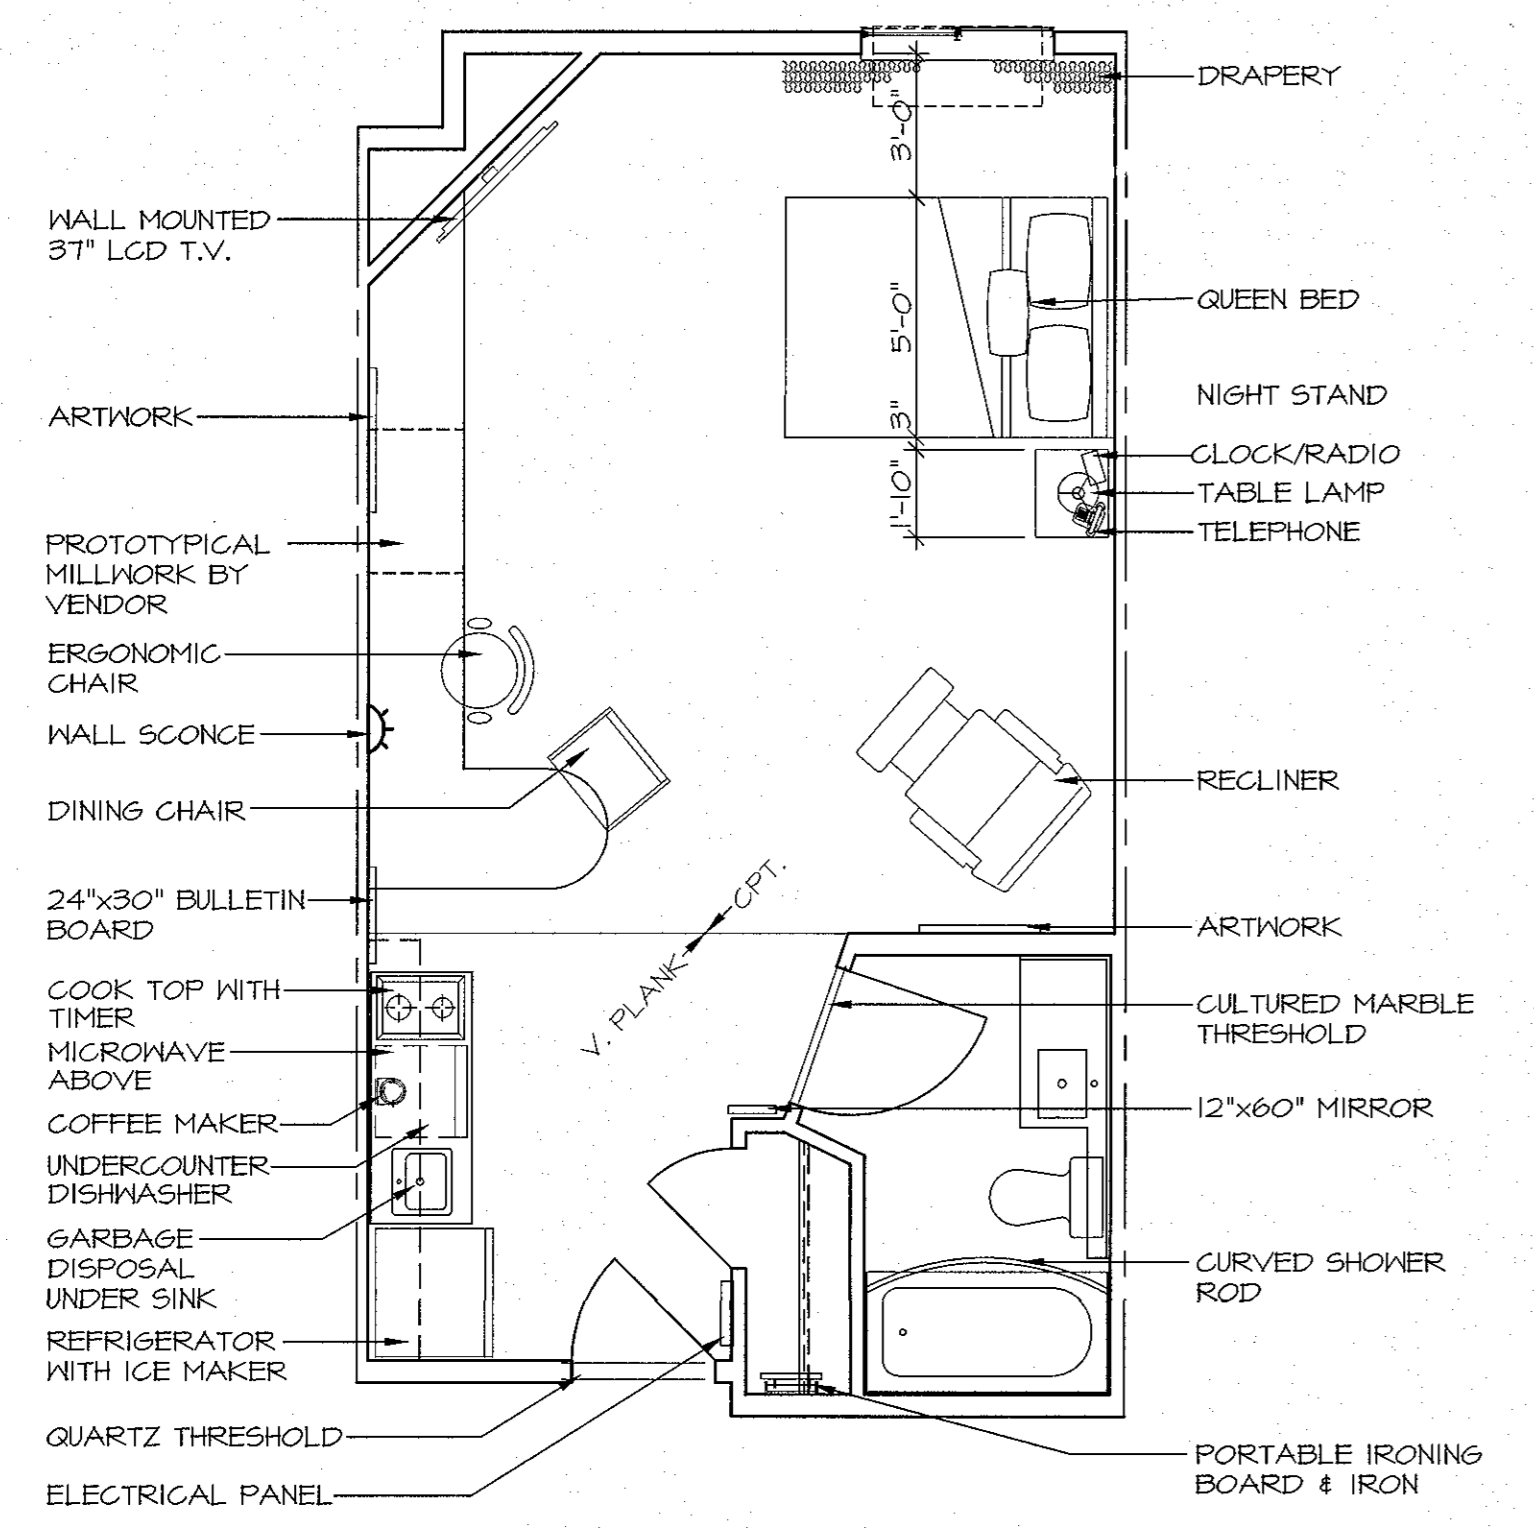 DRAPERY
3'-0"
WALL MOUNTED
37" LCD T.V.
QUEEN BED
5'-0"
NIGHT STAND
ARTWORK
3"
CLOCK/RADIO
TABLE LAMP
1'-10"
TELEPHONE
PROTOTYPICAL
MILLWORK BY
VENDOR
ERGONOMIC
CHAIR
WALL SCONCE
RECLINER
DINING CHAIR
CPT.
24"x30" BULLETIN
BOARD
ARTWORK
V. PLANK
COOK TOP WITH
TIMER
CULTURED MARBLE
THRESHOLD
MICROWAVE
ABOVE
12"x60" MIRROR
COFFEE MAKER
UNDERCOUNTER
DISHWASHER
GARBAGE
DISPOSAL
UNDER SINK
CURVED SHOWER
ROD
REFRIGERATOR
WITH ICE MAKER
QUARTZ THRESHOLD
PORTABLE IRONING
BOARD & IRON
ELECTRICAL PANEL